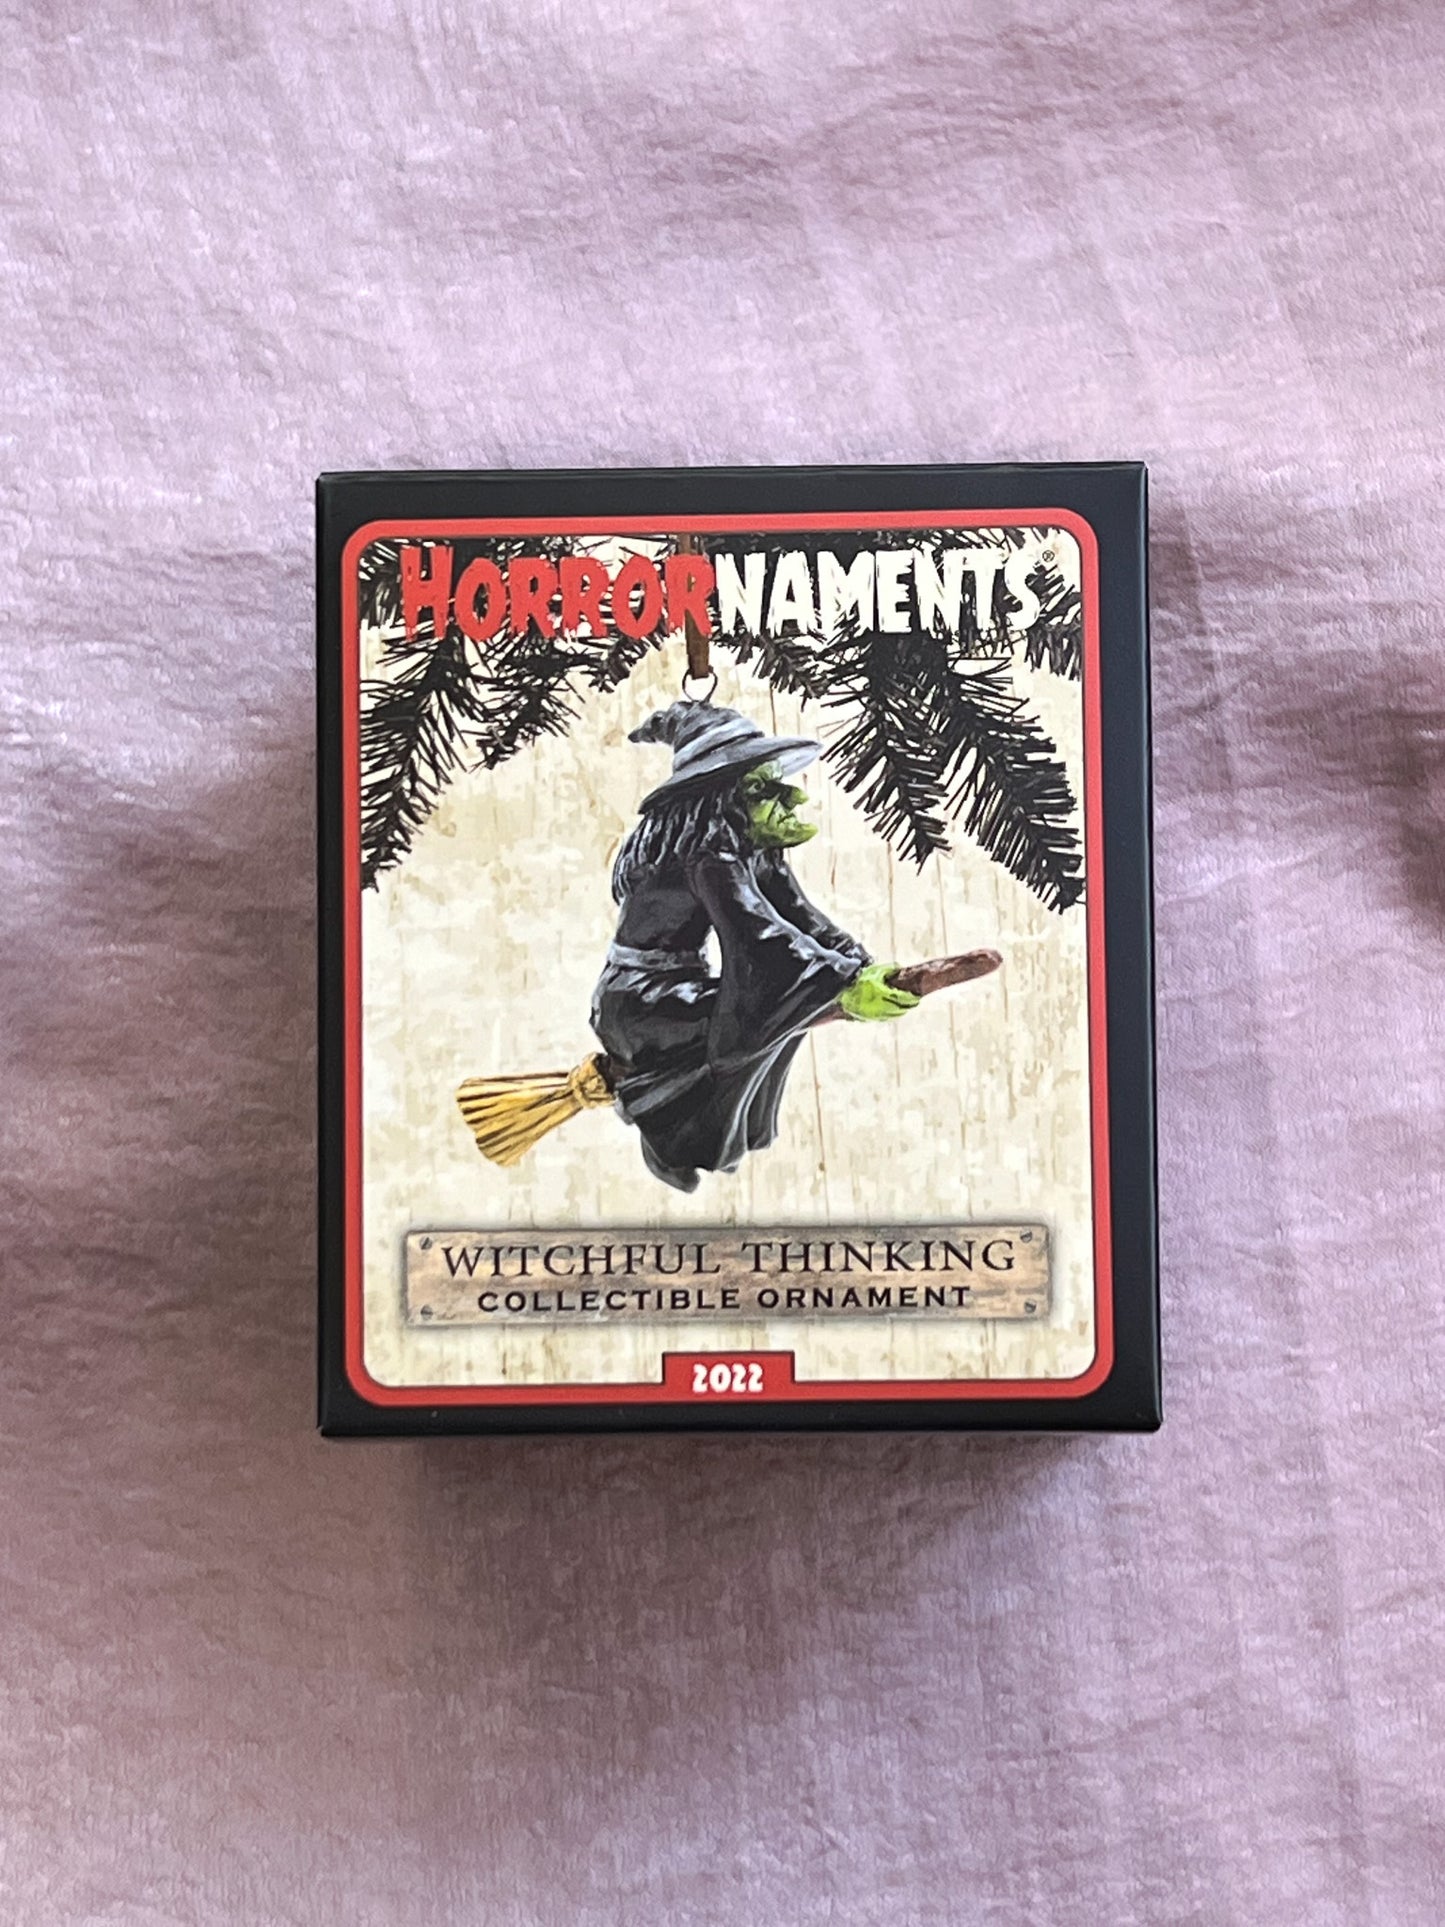 HORRORNAMENTS®
WITCHFUL THINKING
COLLECTIBLE ORNAMENT
2022